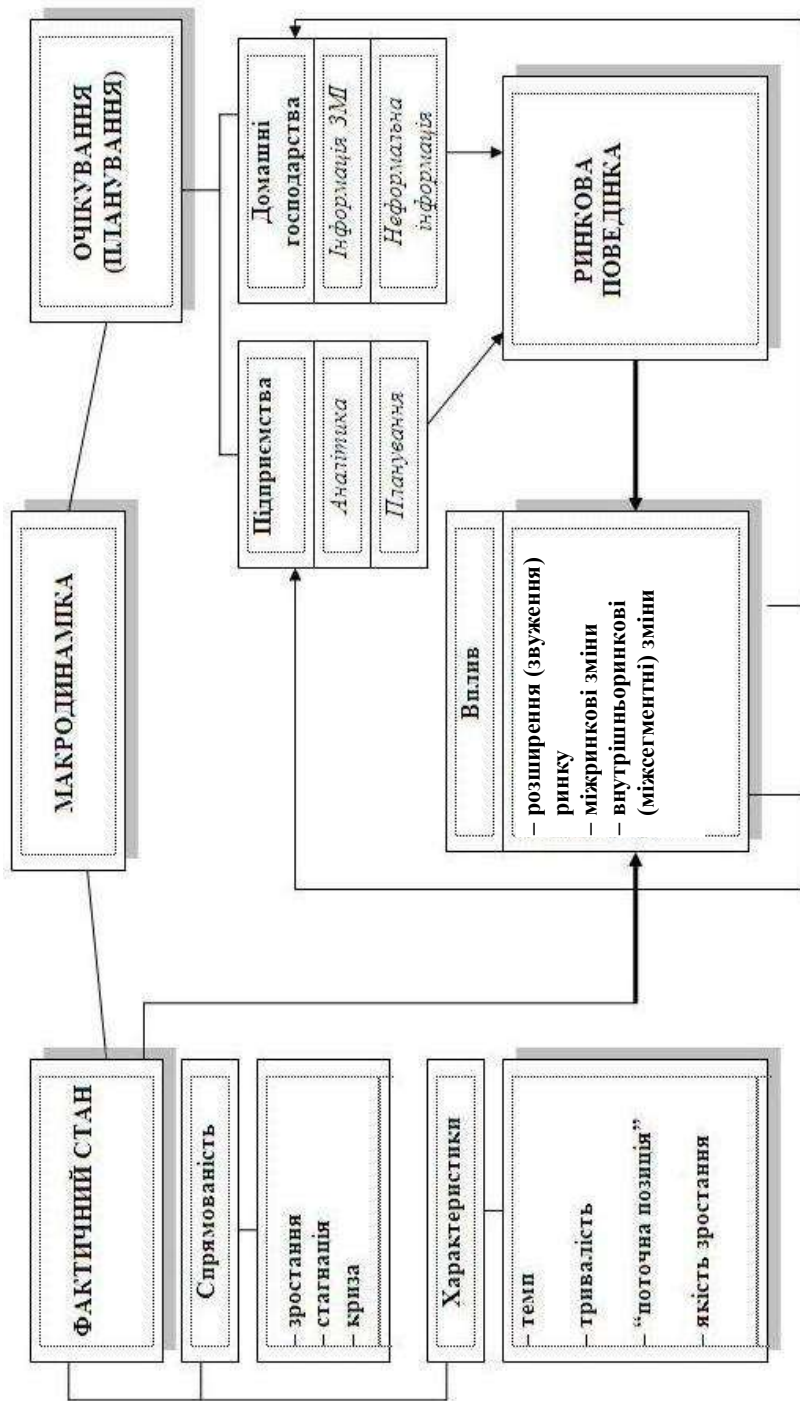 МАКРОДИНАМІКА
ФАКТИЧНИЙ СТАН
Спрямованість
– зростання
– стагнація
– криза
Характеристики
– темп
– тривалість
– “поточна позиція”
– якість зростання
ОЧІКУВАННЯ
(ПЛАНУВАННЯ)
Підприємства
Аналітика
Планування
Домашні
господарства
Інформація ЗМІ
Неформальна
інформація
Вплив
– розширення (звуження)
ринку
– міжринкові зміни
– внутрішньоринкові
(міжсегментні) зміни
РИНКОВА
ПОВЕДІНКА